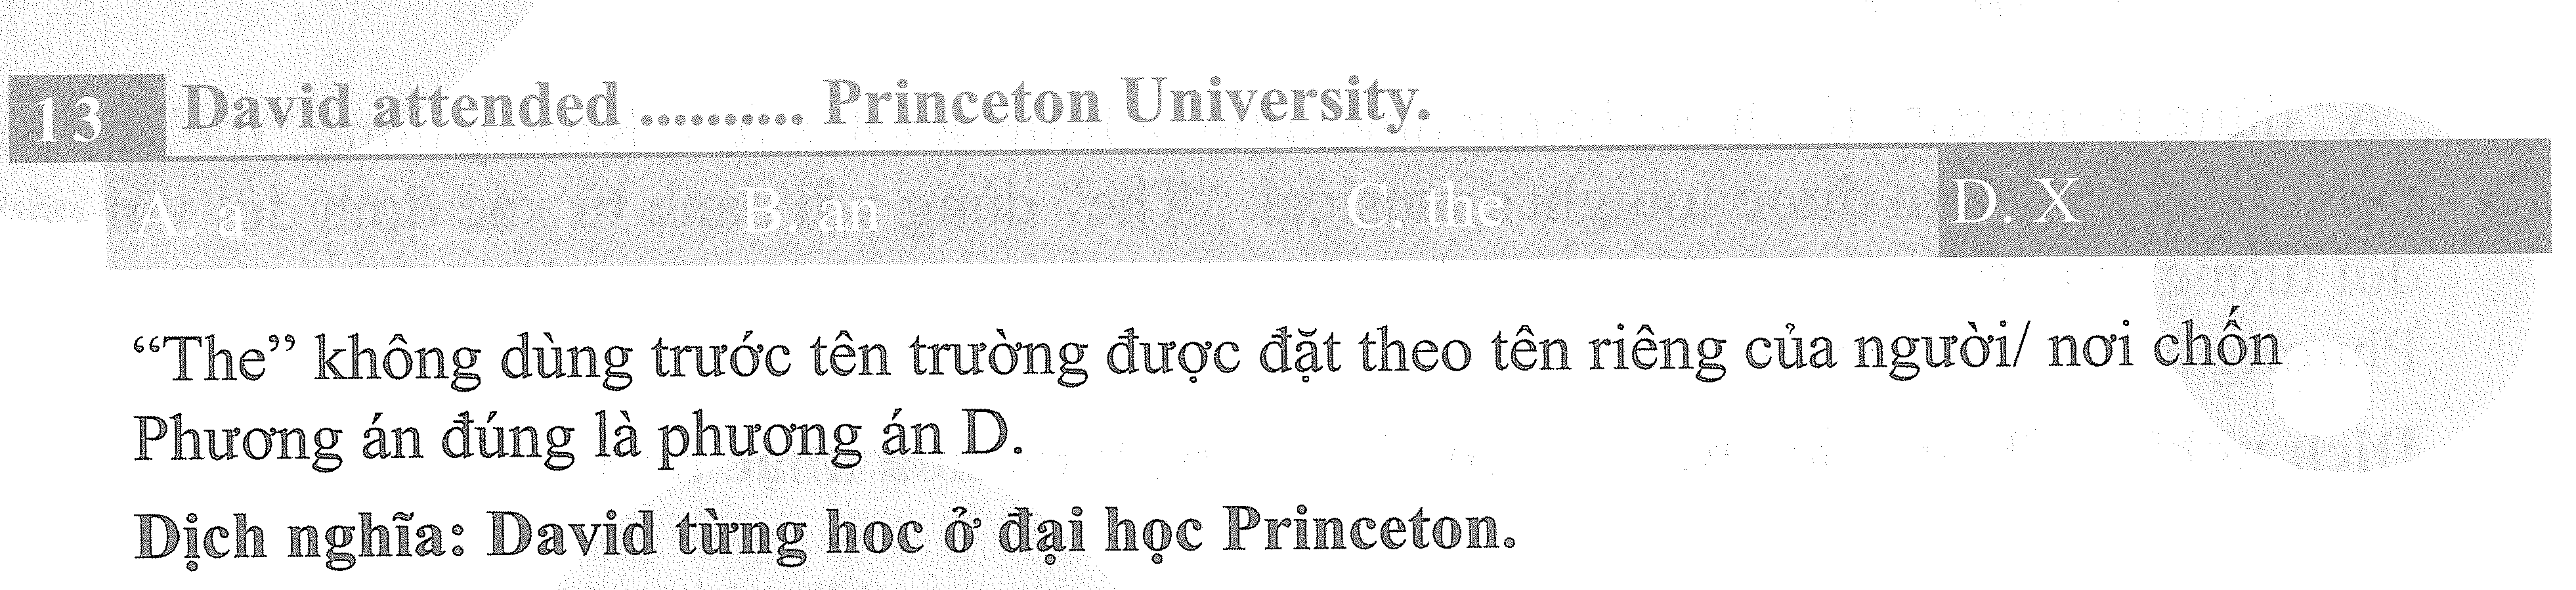 13 David attended .......... Princeton University.
A. a B. an C. the D. X
“The” không dùng trước tên trường được đặt theo tên riêng của người/ nơi chốn
Phương án đúng là phương án D.
Dịch nghĩa: David từng hoc ở đại học Princeton.